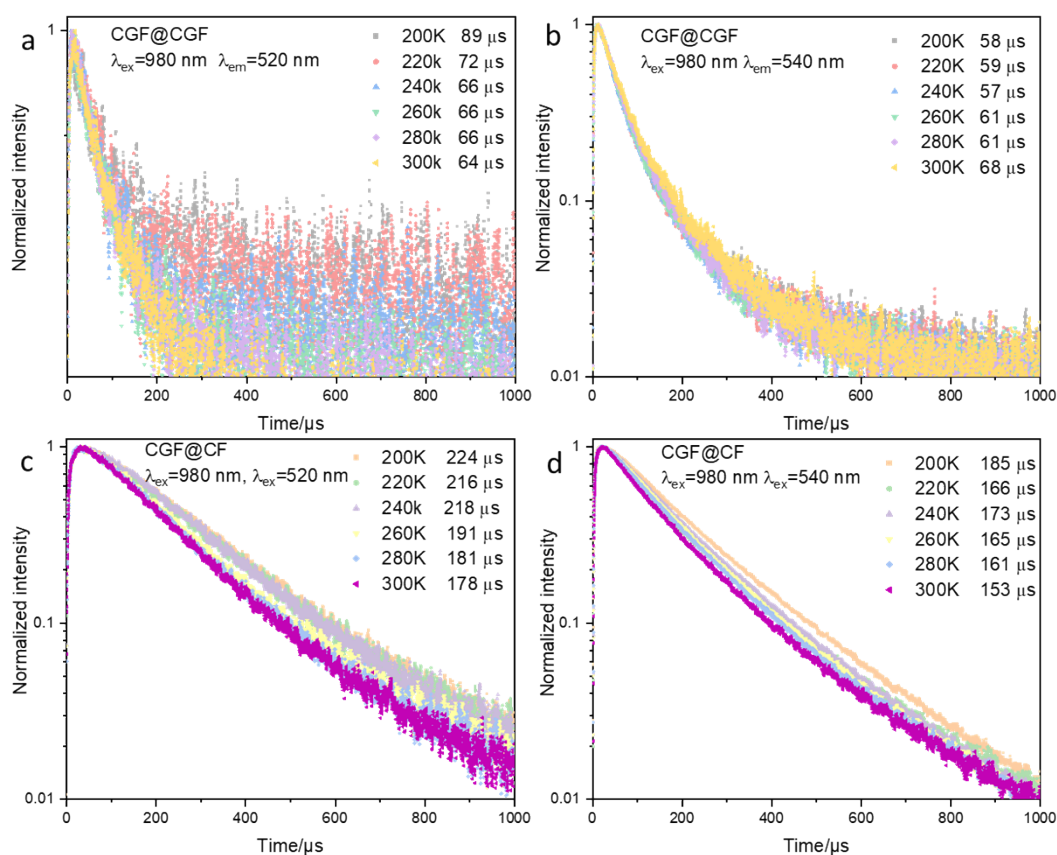 a
CGF@CGF
λex=980 nm λem=520 nm
200K 89 μs
220k 72 μs
240k 66 μs
260k 66 μs
280k 66 μs
300k 64 μs
Normalized intensity
1
0 200 400 600 800 1000
Time/μs
b
CGF@CGF
λex=980 nm λem=540 nm
200K 58 μs
220K 59 μs
240K 57 μs
260K 61 μs
280K 61 μs
300K 68 μs
Normalized intensity
1
0.1
0.01
0 200 400 600 800 1000
Time/μs
c
CGF@CF
λex=980 nm, λex=520 nm
200K 224 μs
220K 216 μs
240k 218 μs
260K 191 μs
280K 181 μs
300K 178 μs
Normalized intensity
1
0.1
0.01
0 200 400 600 800 1000
Time/μs
d
CGF@CF
λex=980 nm λex=540 nm
200K 185 μs
220K 166 μs
240K 173 μs
260K 165 μs
280K 161 μs
300K 153 μs
Normalized intensity
1
0.1
0.01
0 200 400 600 800 1000
Time/μs